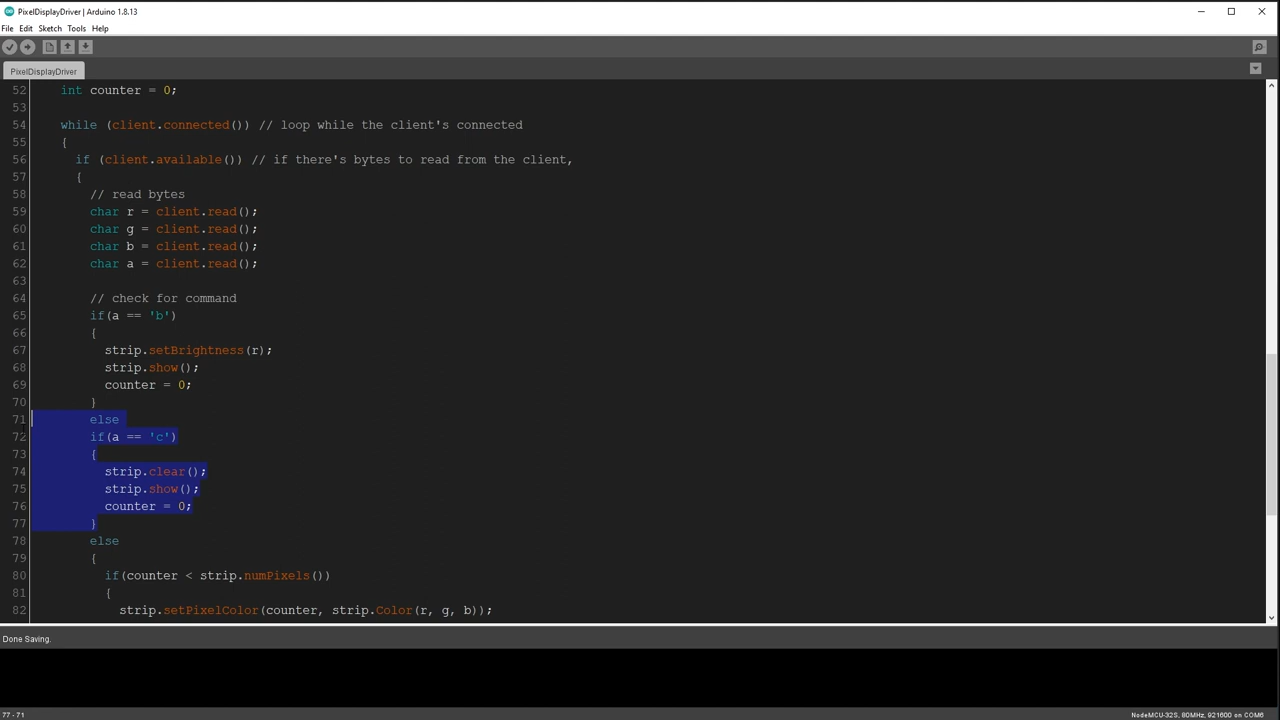 PixelDisplayDriver | Arduino 1.8.13
File Edit Sketch Tools Help
PixelDisplayDriver
52 int counter = 0;
53
54 while (client.connected()) // loop while the client's connected
55 {
56 if (client.available()) // if there's bytes to read from the client,
57 {
58 // read bytes
59 char r = client.read();
60 char g = client.read();
61 char b = client.read();
62 char a = client.read();
63
64 // check for command
65 if(a == 'b')
66 {
67 strip.setBrightness(r);
68 strip.show();
69 counter = 0;
70 }
71 else
72 if(a == 'c')
73 {
74 strip.clear();
75 strip.show();
76 counter = 0;
77 }
78 else
79 {
80 if(counter < strip.numPixels())
81 {
82 strip.setPixelColor(counter, strip.Color(r, g, b));
Done Saving.
77 - 71 NodeMCU-32S, 80MHz, 921600 on COM6